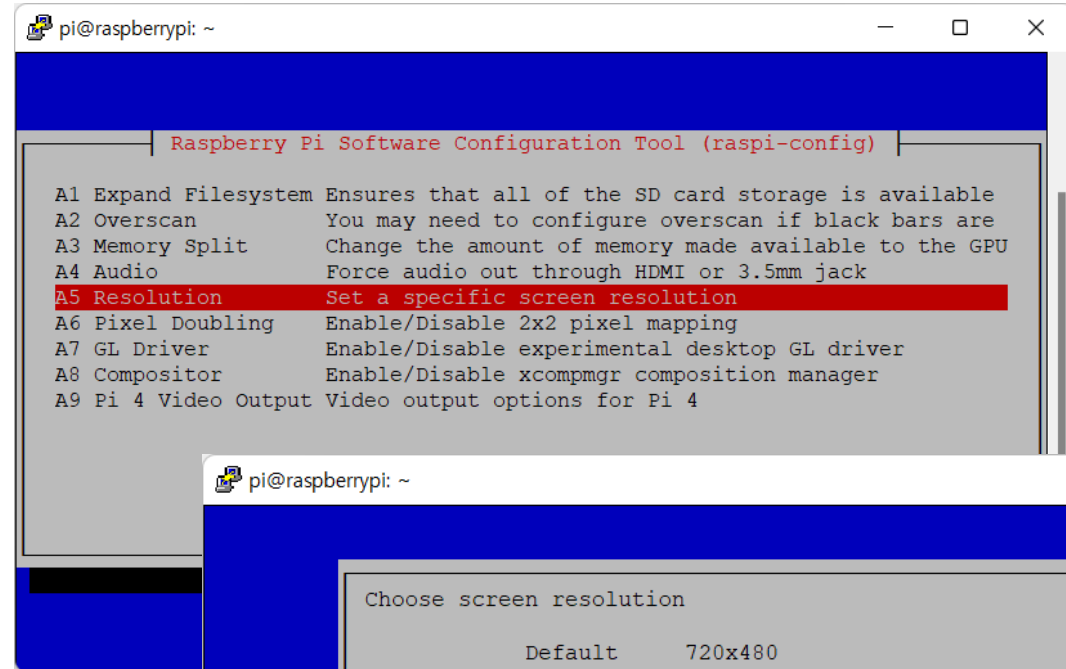 pi@raspberrypi: ~
Raspberry Pi Software Configuration Tool (raspi-config)
A1 Expand Filesystem Ensures that all of the SD card storage is available
A2 Overscan You may need to configure overscan if black bars are
A3 Memory Split Change the amount of memory made available to the GPU
A4 Audio Force audio out through HDMI or 3.5mm jack
A5 Resolution Set a specific screen resolution
A6 Pixel Doubling Enable/Disable 2x2 pixel mapping
A7 GL Driver Enable/Disable experimental desktop GL driver
A8 Compositor Enable/Disable xcompmgr composition manager
A9 Pi 4 Video Output Video output options for Pi 4
pi@raspberrypi: ~
Choose screen resolution
Default 720x480